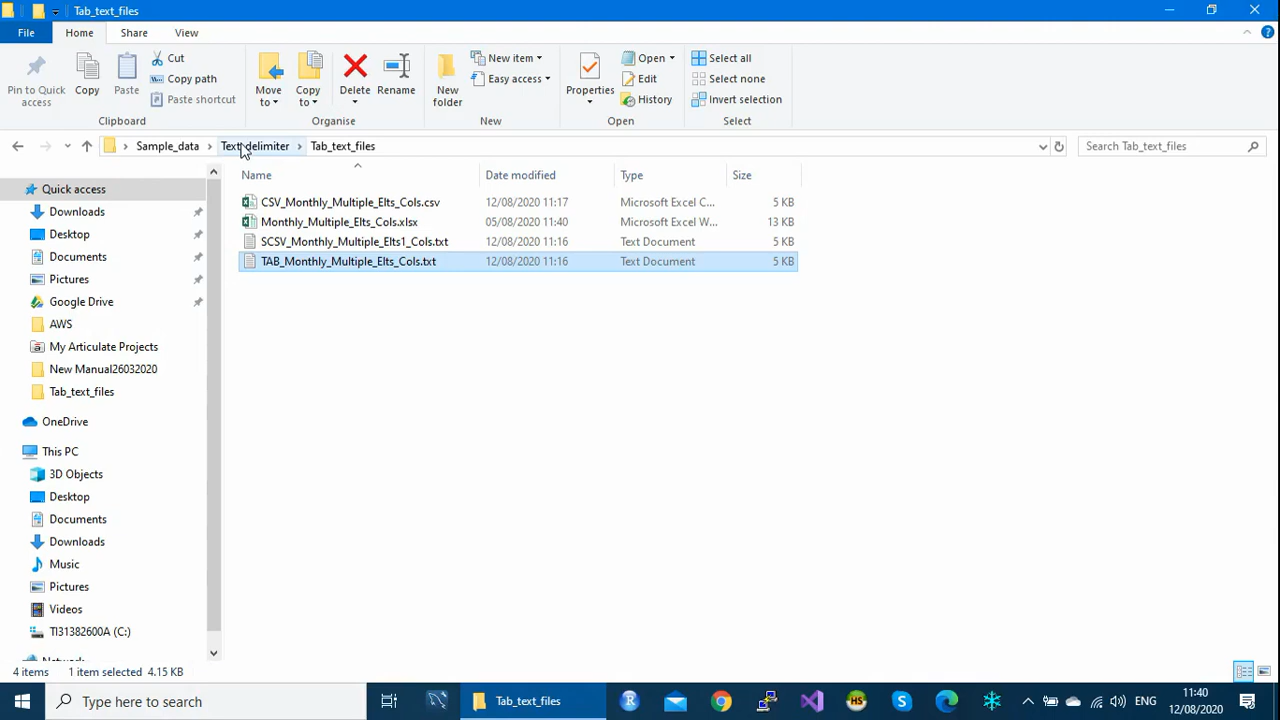 Tab_text_files
File Home Share View
Pin to Quick access
Copy
Paste
Cut
Copy path
Paste shortcut
Move to
Copy to
Delete
Rename
New folder
New item
Easy access
Properties
Open
Edit
History
Select all
Select none
Invert selection
Clipboard Organise New Open Select
Sample_data Text delimiter Tab_text_files
Search Tab_text_files
Name Date modified Type Size
CSV_Monthly_Multiple_Elts_Cols.csv 12/08/2020 11:17 Microsoft Excel C... 5 KB
Monthly_Multiple_Elts_Cols.xlsx 05/08/2020 11:40 Microsoft Excel W... 13 KB
SCSV_Monthly_Multiple_Elts1_Cols.txt 12/08/2020 11:16 Text Document 5 KB
TAB_Monthly_Multiple_Elts_Cols.txt 12/08/2020 11:16 Text Document 5 KB
Quick access
Downloads
Desktop
Documents
Pictures
Google Drive
AWS
My Articulate Projects
New Manual26032020
Tab_text_files
OneDrive
This PC
3D Objects
Desktop
Documents
Downloads
Music
Pictures
Videos
TI31382600A (C:)
Network
4 items 1 item selected 4.15 KB
Type here to search
Tab_text_files
ENG
11:40
12/08/2020